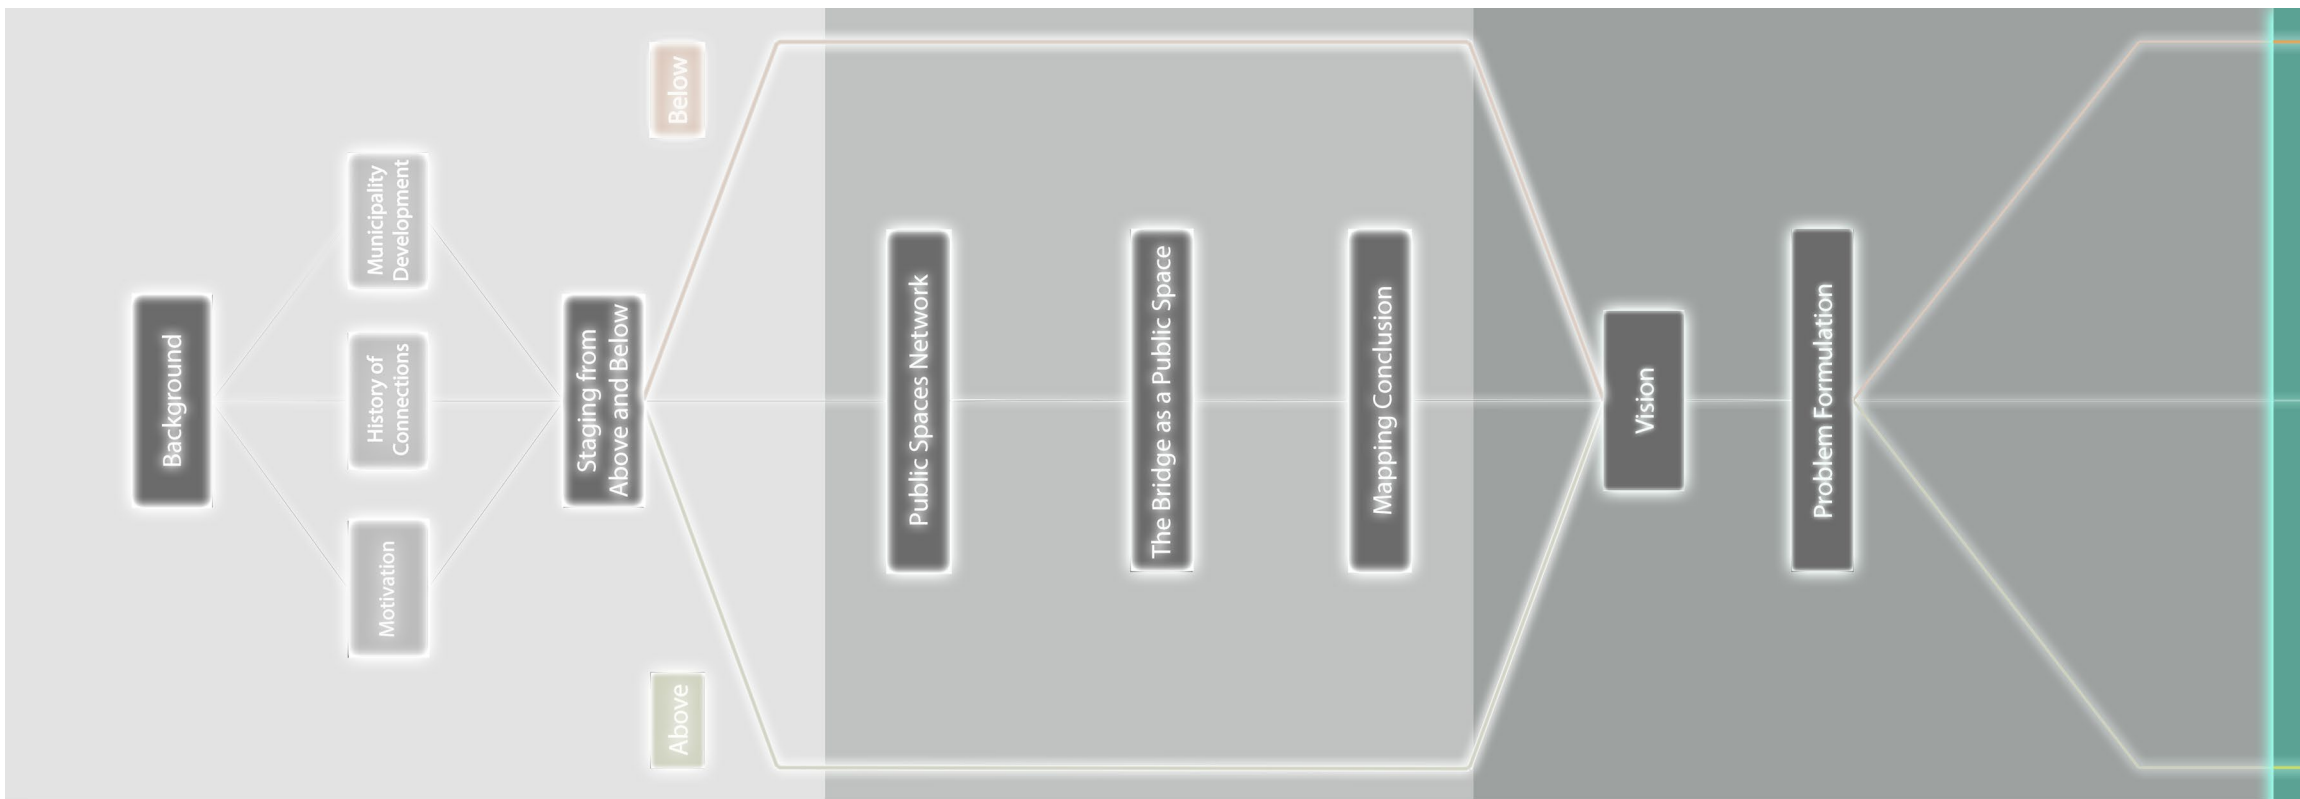 Background
Motivation
History of
Connections
Municipality
Development
Staging from
Above and Below
Above
Below
Public Spaces Network
The Bridge as a Public Space
Mapping Conclusion
Vision
Problem Formulation